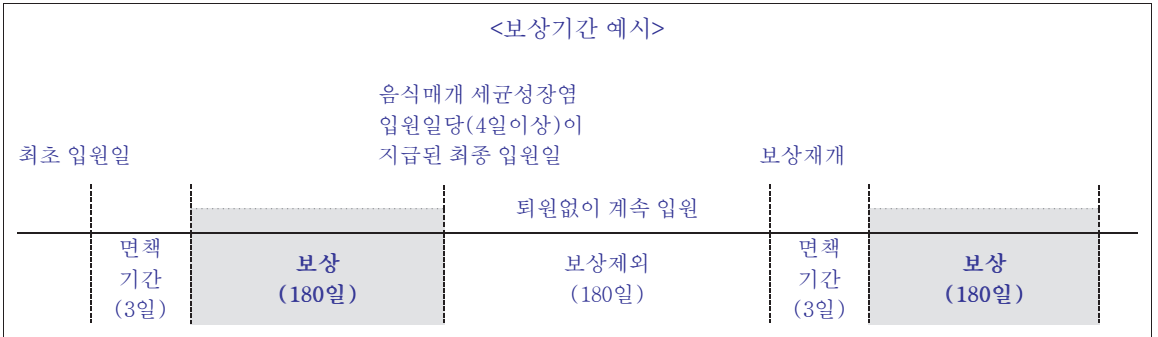 <보상기간 예시>
음식매개 세균성장염
입원일당(4일이상)이
최초 입원일
지급된 최종 입원일
보상재개
퇴원없이 계속 입원
면책
기간
(3일)
보상
(180일)
보상제외
(180일)
면책
기간
(3일)
보상
(180일)